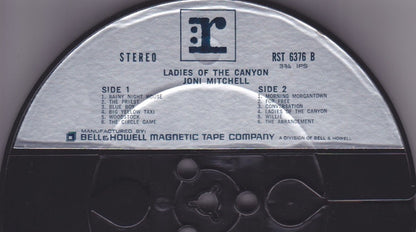 r
STEREO
RST 6376 B
3¾ IPS
LADIES OF THE CANYON
JONI MITCHELL
SIDE 1
1. RAINY NIGHT HOUSE
2. THE PRIEST
3. BLUE BOY
4. BIG YELLOW TAXI
5. WOODSTOCK
6. THE CIRCLE GAME
SIDE 2
1. MORNING MORGANTOWN
2. FOR FREE
3. CONVERSATION
4. LADIES OF THE CANYON
5. WILLIE
6. THE ARRANGEMENT
MANUFACTURED BY:
BELL & HOWELL MAGNETIC TAPE COMPANY
A DIVISION OF BELL & HOWELL